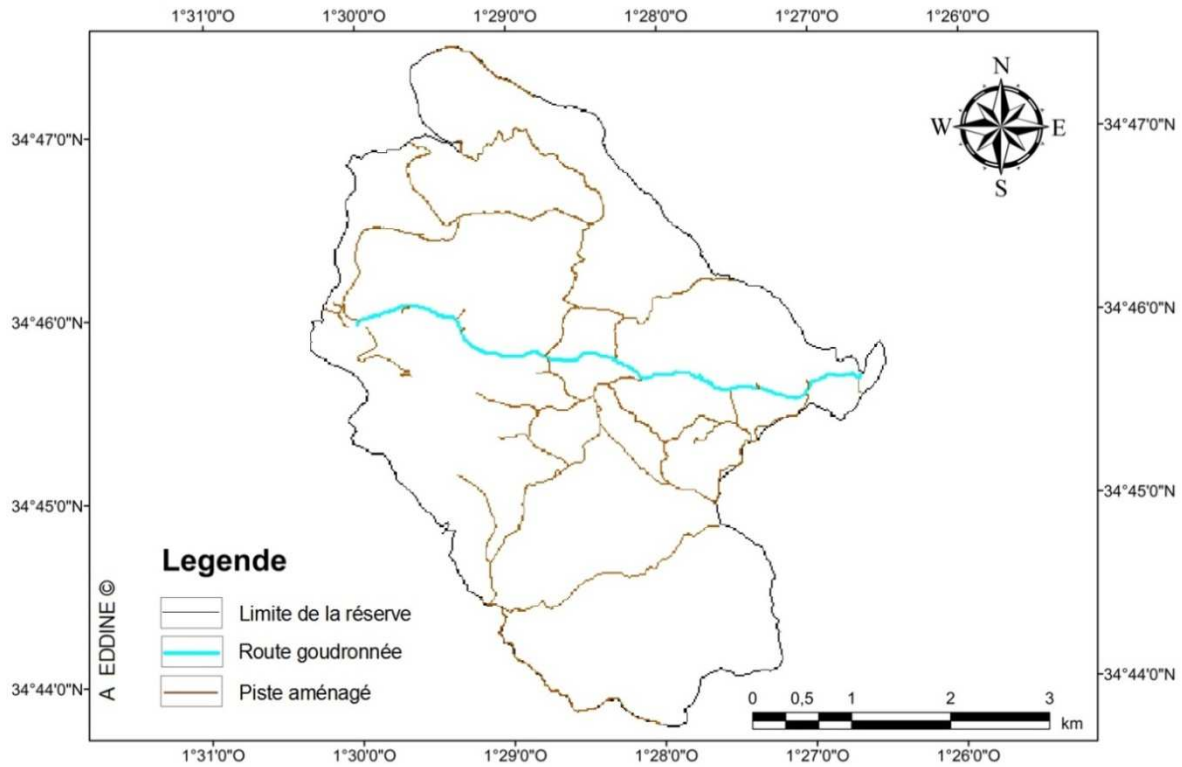 1°31'0"O 1°30'0"O 1°29'0"O 1°28'0"O 1°27'0"O 1°26'0"O
N
W E
S
34°47'0"N 34°47'0"N
34°46'0"N 34°46'0"N
34°45'0"N 34°45'0"N
34°44'0"N 34°44'0"N
A EDDINE ©
Legende
Limite de la réserve
Route goudronnée
Piste aménagé
0 0,5 1 2 3
km
1°31'0"O 1°30'0"O 1°29'0"O 1°28'0"O 1°27'0"O 1°26'0"O